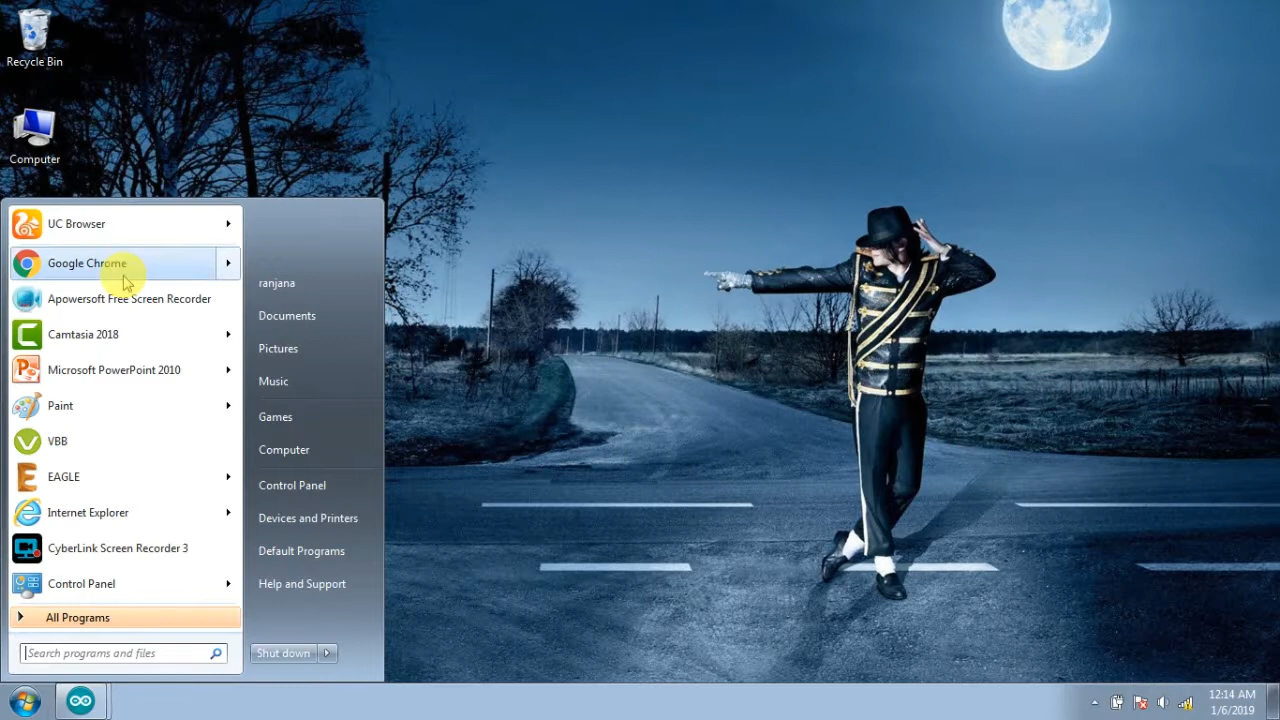 Recycle Bin
Computer
UC Browser
Google Chrome
Apowersoft Free Screen Recorder
Camtasia 2018
Microsoft PowerPoint 2010
Paint
VBB
EAGLE
Internet Explorer
CyberLink Screen Recorder 3
Control Panel
All Programs
Search programs and files
ranjana
Documents
Pictures
Music
Games
Computer
Control Panel
Devices and Printers
Default Programs
Help and Support
Shut down
12:14 AM
1/6/2019